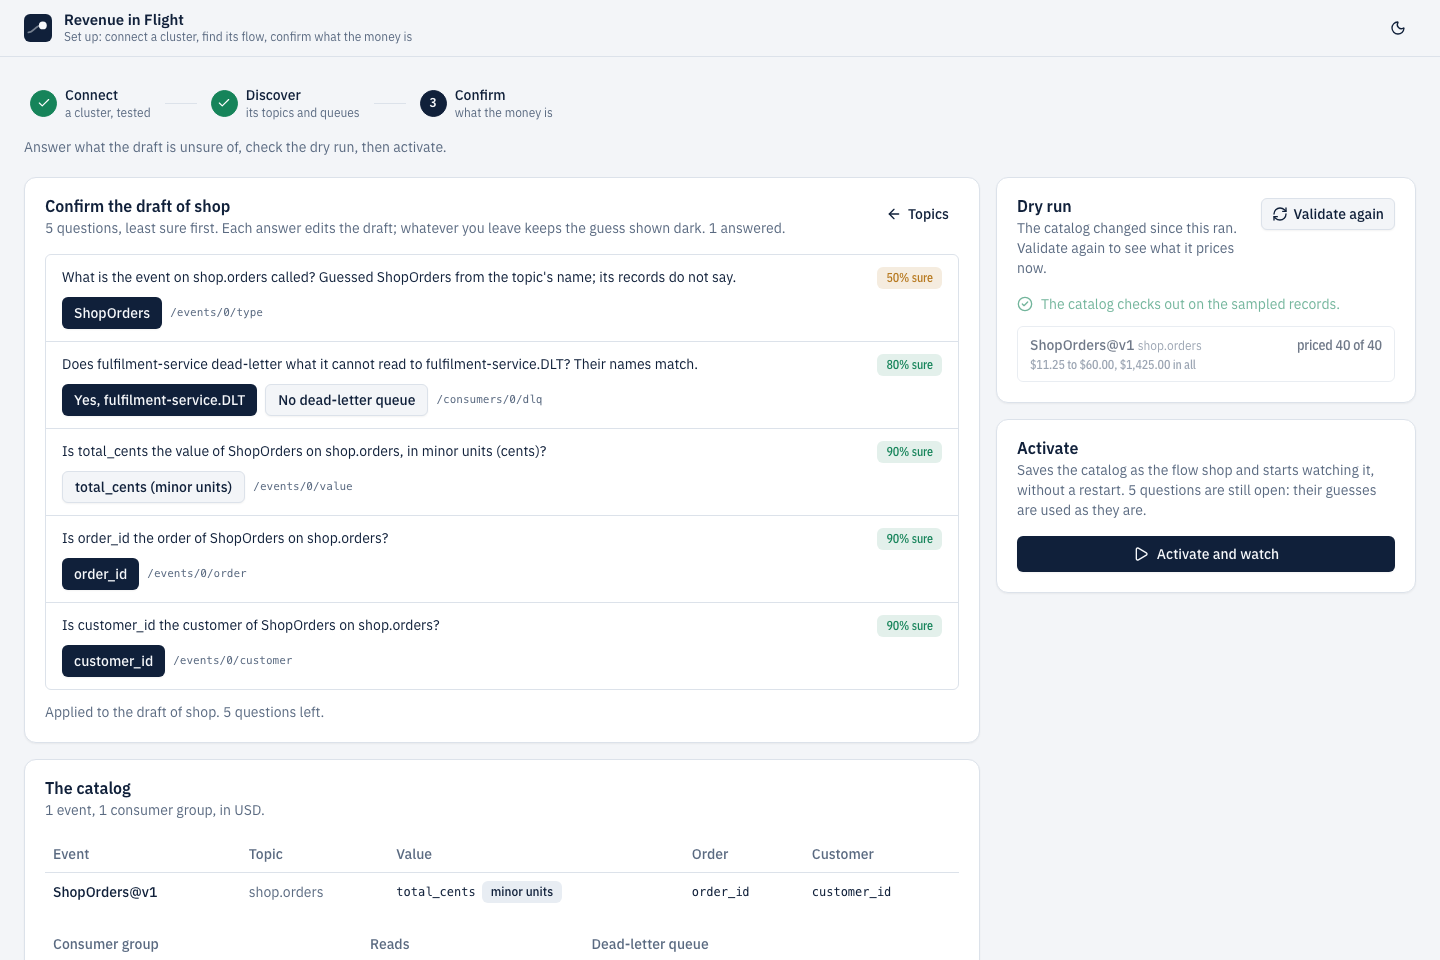 Revenue in Flight
Set up: connect a cluster, find its flow, confirm what the money is
Connect
a cluster, tested
Discover
its topics and queues
3
Confirm
what the money is
Answer what the draft is unsure of, check the dry run, then activate.
Confirm the draft of shop
5 questions, least sure first. Each answer edits the draft; whatever you leave keeps the guess shown dark. 1 answered.
Topics
What is the event on shop.orders called? Guessed ShopOrders from the topic's name; its records do not say.
50% sure
ShopOrders
/events/0/type
Does fulfilment-service dead-letter what it cannot read to fulfilment-service.DLT? Their names match.
80% sure
Yes, fulfilment-service.DLT
No dead-letter queue
/consumers/0/dlq
Is total_cents the value of ShopOrders on shop.orders, in minor units (cents)?
90% sure
total_cents (minor units)
/events/0/value
Is order_id the order of ShopOrders on shop.orders?
90% sure
order_id
/events/0/order
Is customer_id the customer of ShopOrders on shop.orders?
90% sure
customer_id
/events/0/customer
Applied to the draft of shop. 5 questions left.
The catalog
1 event, 1 consumer group, in USD.
Event Topic Value Order Customer
ShopOrders@v1 shop.orders total_cents minor units order_id customer_id
Consumer group Reads Dead-letter queue
Dry run
The catalog changed since this ran.
Validate again to see what it prices
now.
Validate again
The catalog checks out on the sampled records.
ShopOrders@v1 shop.orders
priced 40 of 40
$11.25 to $60.00, $1,425.00 in all
Activate
Saves the catalog as the flow shop and starts watching it,
without a restart. 5 questions are still open: their guesses
are used as they are.
Activate and watch